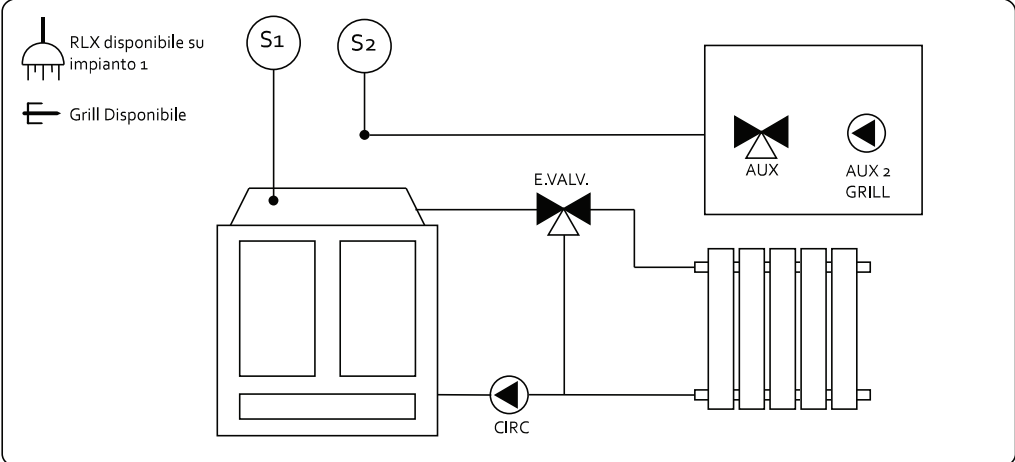 RLX disponibile su
impianto 1
Grill Disponibile
S1
S2
E.VALV.
AUX
AUX 2
GRILL
CIRC